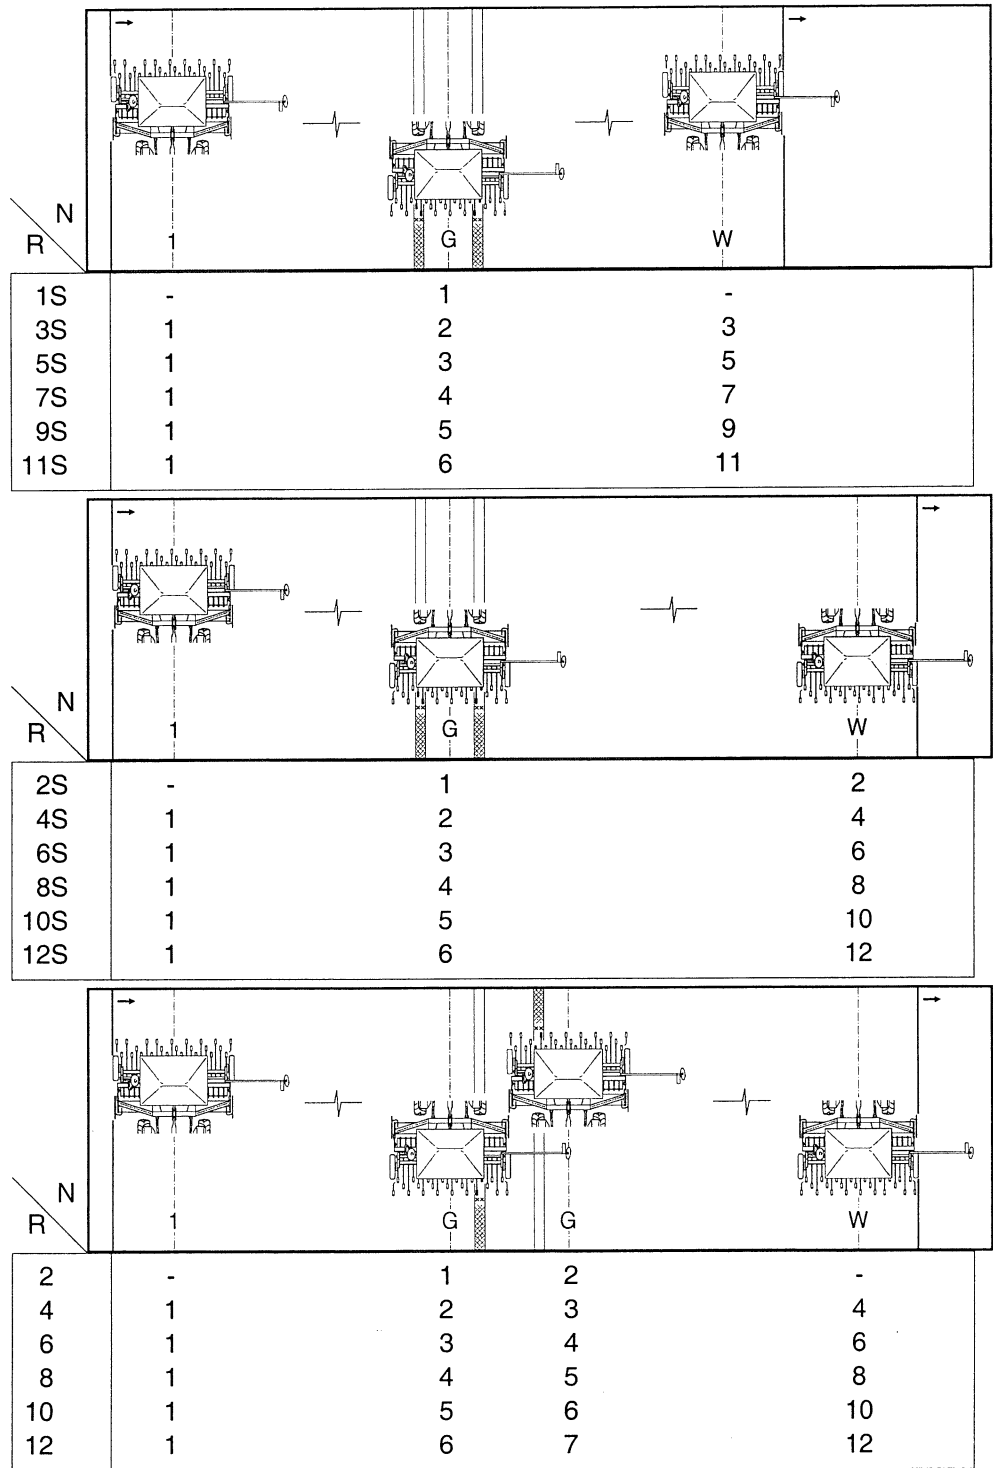 N
R
1 G W
1S - 1 -
3S 1 2 3
5S 1 3 5
7S 1 4 7
9S 1 5 9
11S 1 6 11
N
R
1 G W
2S - 1 2
4S 1 2 4
6S 1 3 6
8S 1 4 8
10S 1 5 10
12S 1 6 12
N
R
1 G G W
2 - 1 2 -
4 1 2 3 4
6 1 3 4 6
8 1 4 5 8
10 1 5 6 10
12 1 6 7 12